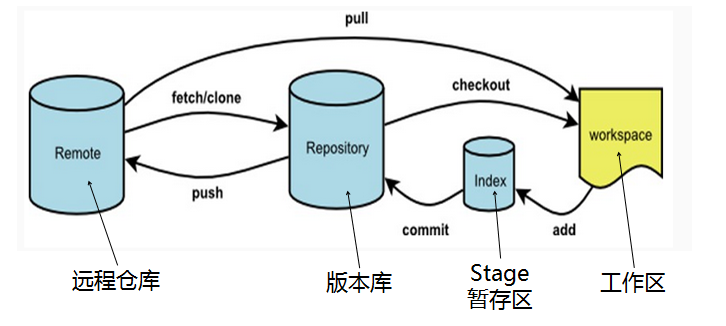 pull
fetch/clone
checkout
Remote
Repository
workspace
Index
push
commit
add
远程仓库
版本库
Stage
暂存区
工作区